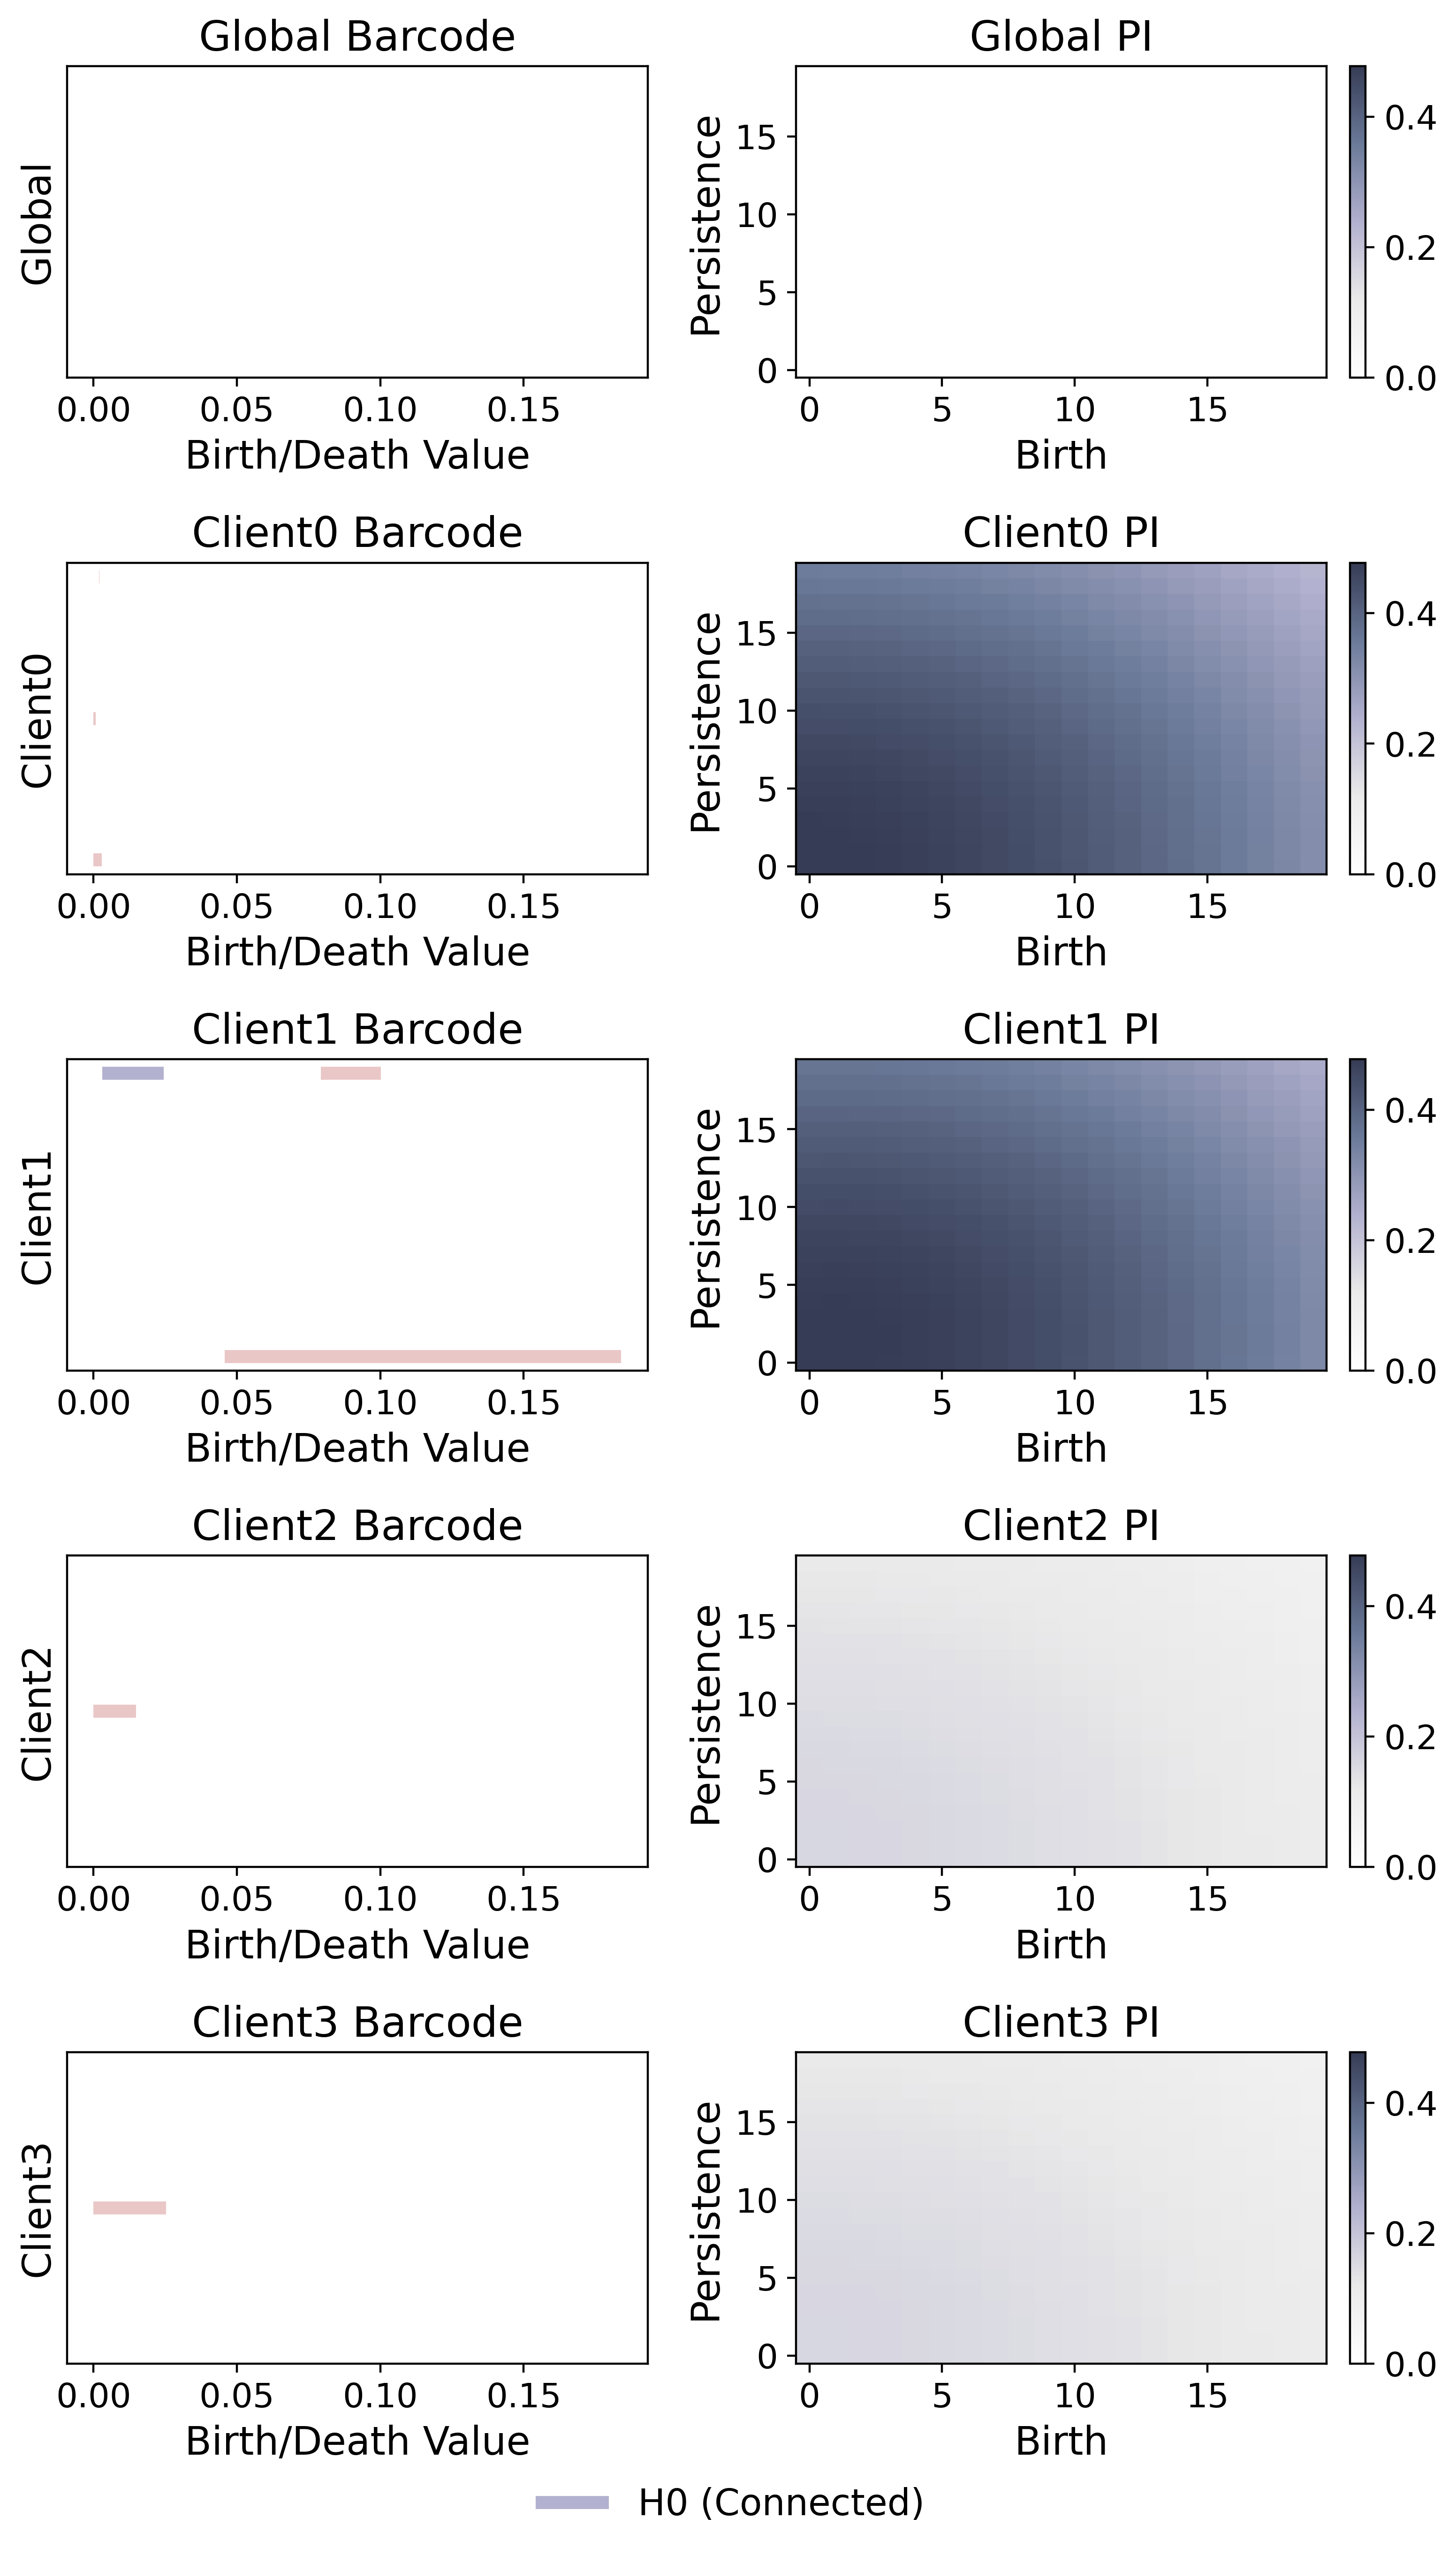 Global Barcode
Global PI
Global
0.00 0.05 0.10 0.15
Birth/Death Value
Persistence
15
10
5
0
0 5 10 15
Birth
0.4
0.2
0.0
Client0 Barcode
Client0 PI
Client0
0.00 0.05 0.10 0.15
Birth/Death Value
Persistence
15
10
5
0
0 5 10 15
Birth
0.4
0.2
0.0
Client1 Barcode
Client1 PI
Client1
0.00 0.05 0.10 0.15
Birth/Death Value
Persistence
15
10
5
0
0 5 10 15
Birth
0.4
0.2
0.0
Client2 Barcode
Client2 PI
Client2
0.00 0.05 0.10 0.15
Birth/Death Value
Persistence
15
10
5
0
0 5 10 15
Birth
0.4
0.2
0.0
Client3 Barcode
Client3 PI
Client3
0.00 0.05 0.10 0.15
Birth/Death Value
Persistence
15
10
5
0
0 5 10 15
Birth
0.4
0.2
0.0
H0 (Connected)